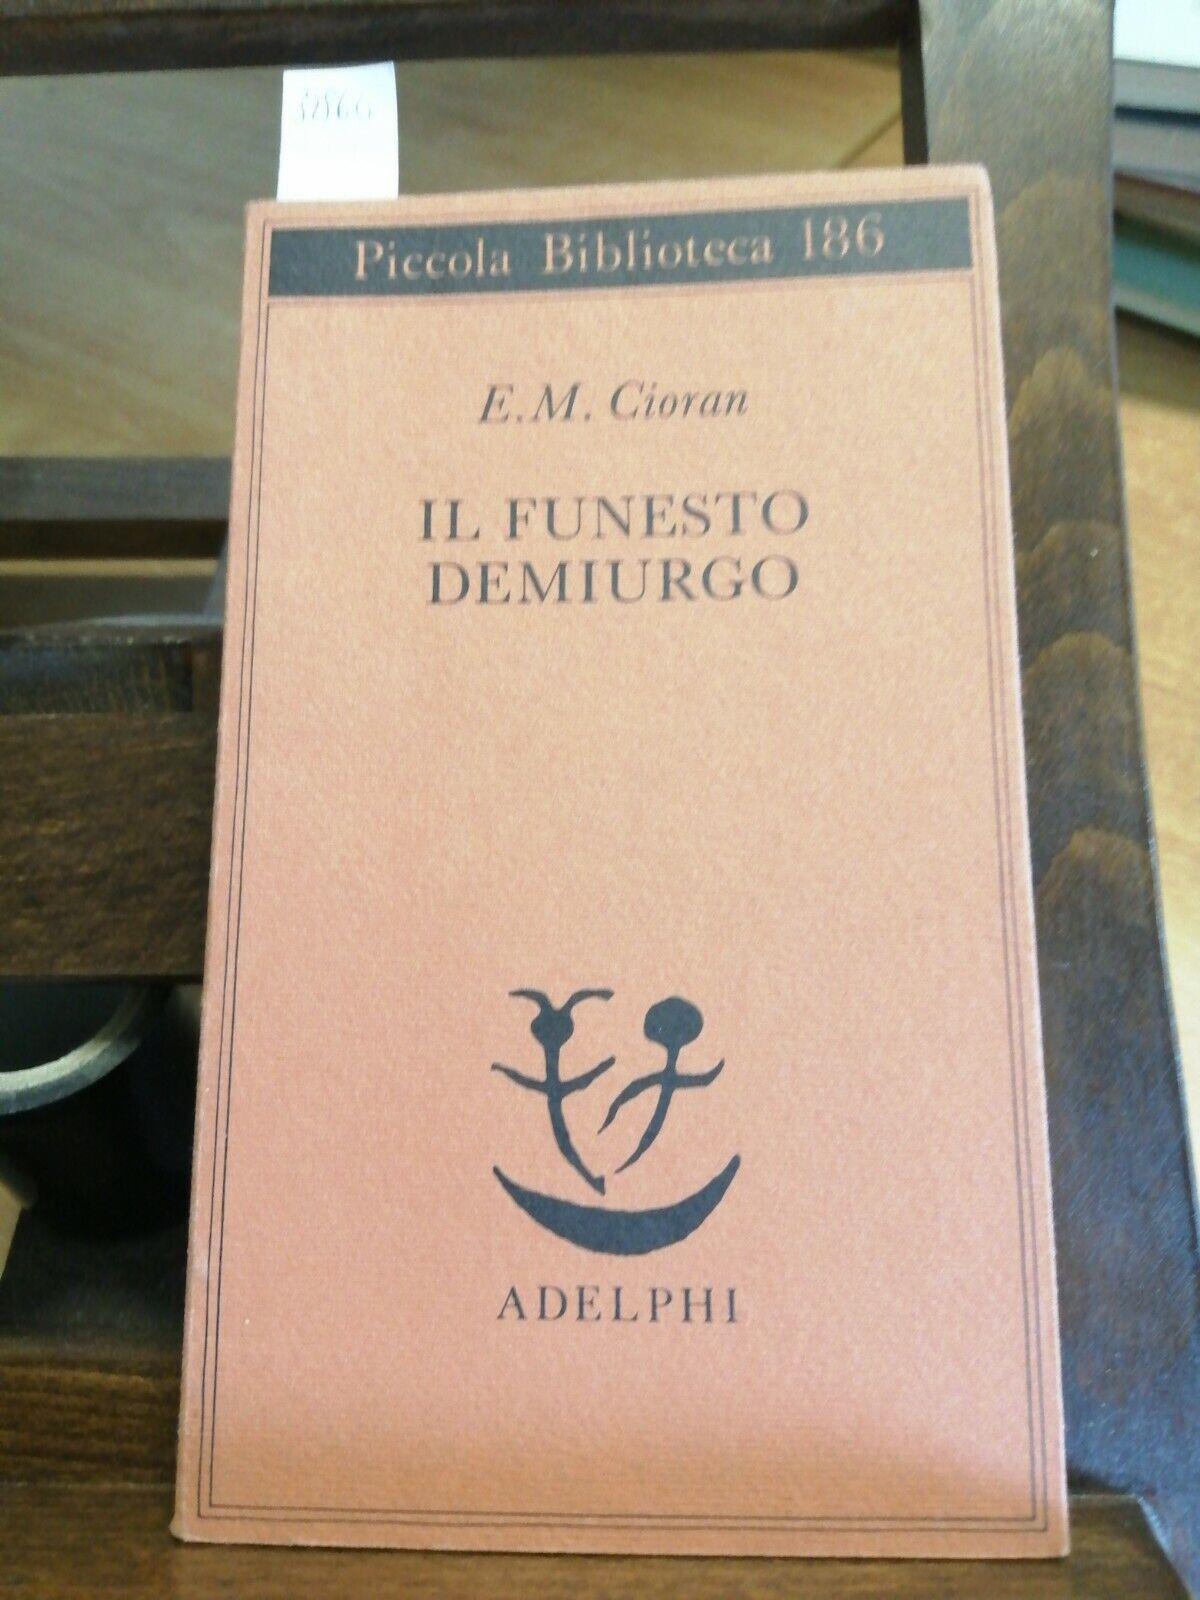 Piccola Biblioteca 186
E.M. Cioran
IL FUNESTO
DEMIURGO
ADELPHI